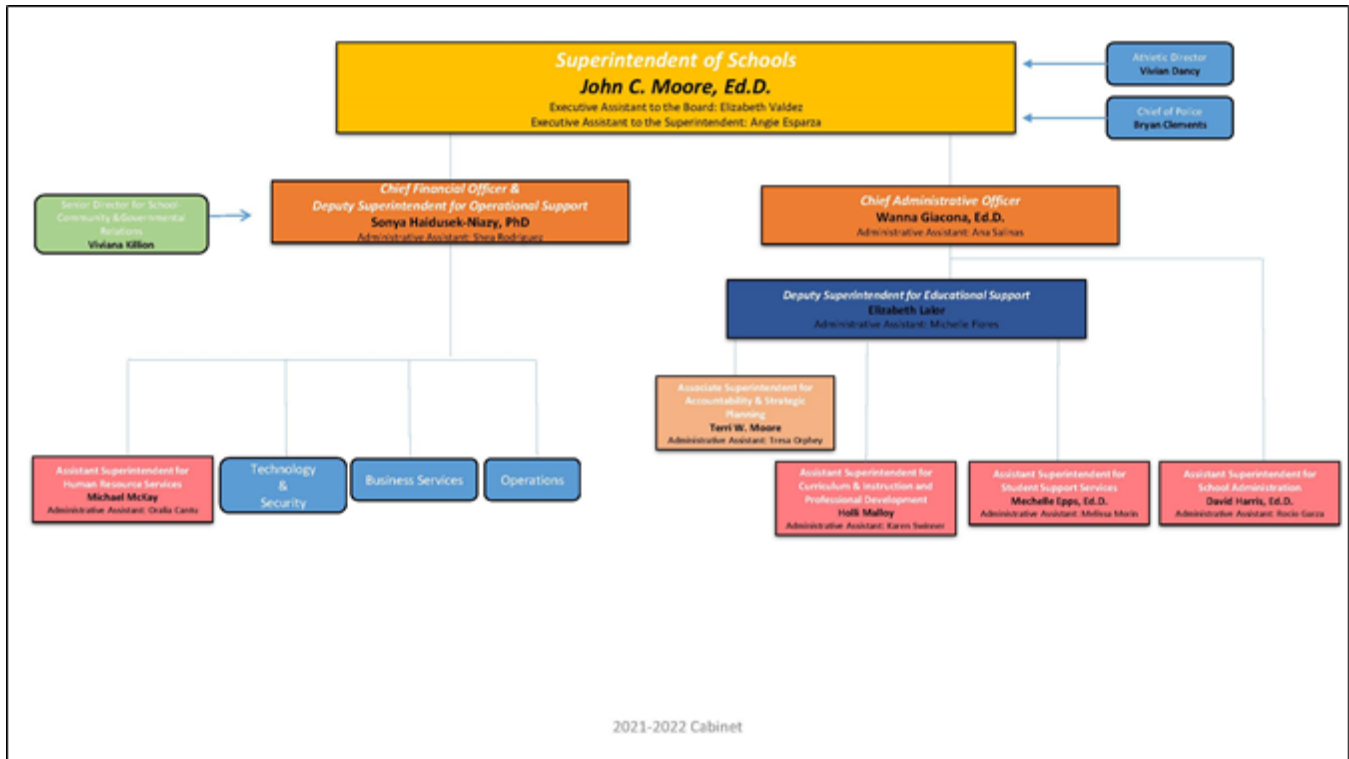 Superintendent of Schools
John C. Moore, Ed.D.
Executive Assistant to the Board: Elizabeth Valdez
Executive Assistant to the Superintendent: Angie Esparza
Athletic Director
Vivian Dancy
Chief of Police
Bryan Clements
Senior Director for School-
Community &Governmental
Relations
Viviana Killion
Chief Financial Officer &
Deputy Superintendent for Operational Support
Sonya Haidusek-Niazy, PhD
Administrative Assistant: Shea Rodriguez
Chief Administrative Officer
Wanna Giacona, Ed.D.
Administrative Assistant: Ana Salinas
Deputy Superintendent for Educational Support
Elizabeth Lalor
Administrative Assistant: Michelle Flores
Associate Superintendent for
Accountability & Strategic
Planning
Terri W. Moore
Administrative Assistant: Tresa Orphey
Assistant Superintendent for
Human Resource Services
Michael McKay
Administrative Assistant: Oralia Cantu
Technology
&
Security
Business Services
Operations
Assistant Superintendent for
Curriculum & Instruction and
Professional Development
Holli Malloy
Administrative Assistant: Karen
Assistant Superintendent for
Student Support Services
Mechelle Epps, Ed.D.
Administrative Assistant: Melissa Marin
Assistant Superintendent for
School Administration
David Harris, Ed.D.
Administrative Assistant: Rocio Garza
2021-2022 Cabinet